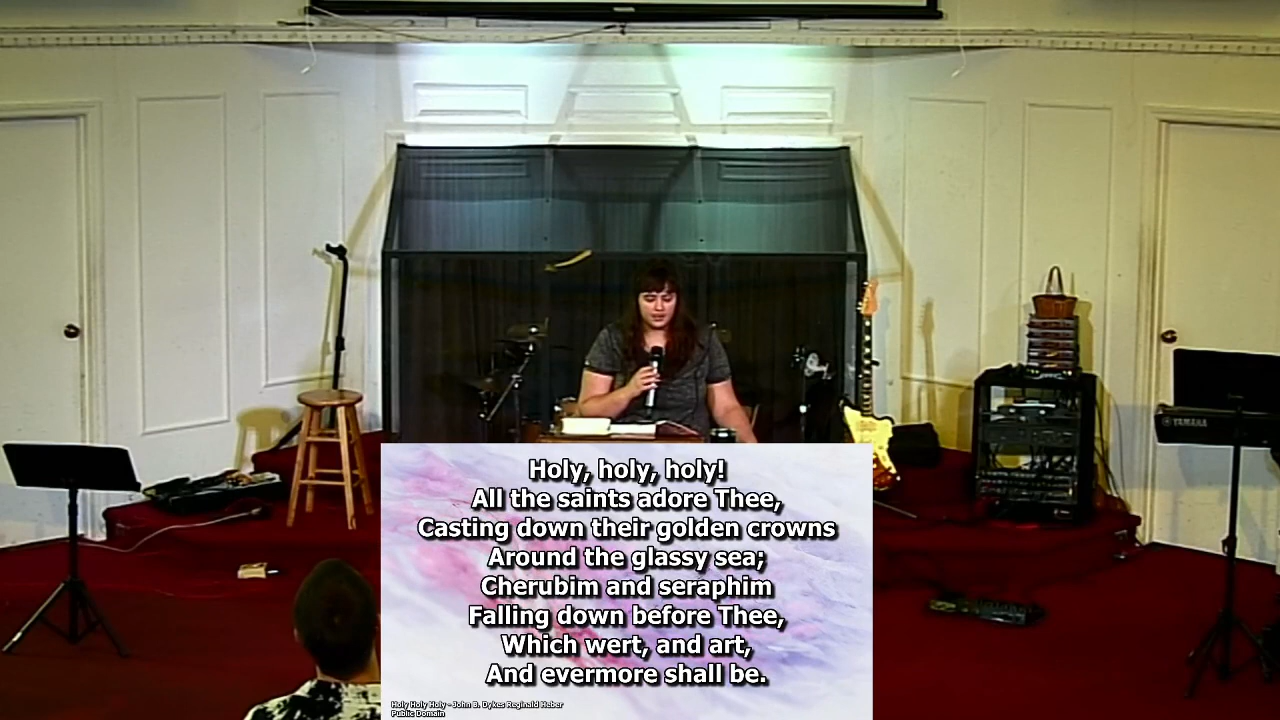 YAMAHA
Holy, holy, holy!
All the saints adore Thee,
Casting down their golden crowns
Around the glassy sea;
Cherubim and seraphim
Falling down before Thee,
Which wert, and art,
And evermore shall be.
Holy Holy Holy - John B. Dykes Reginald Heber
Public Domain